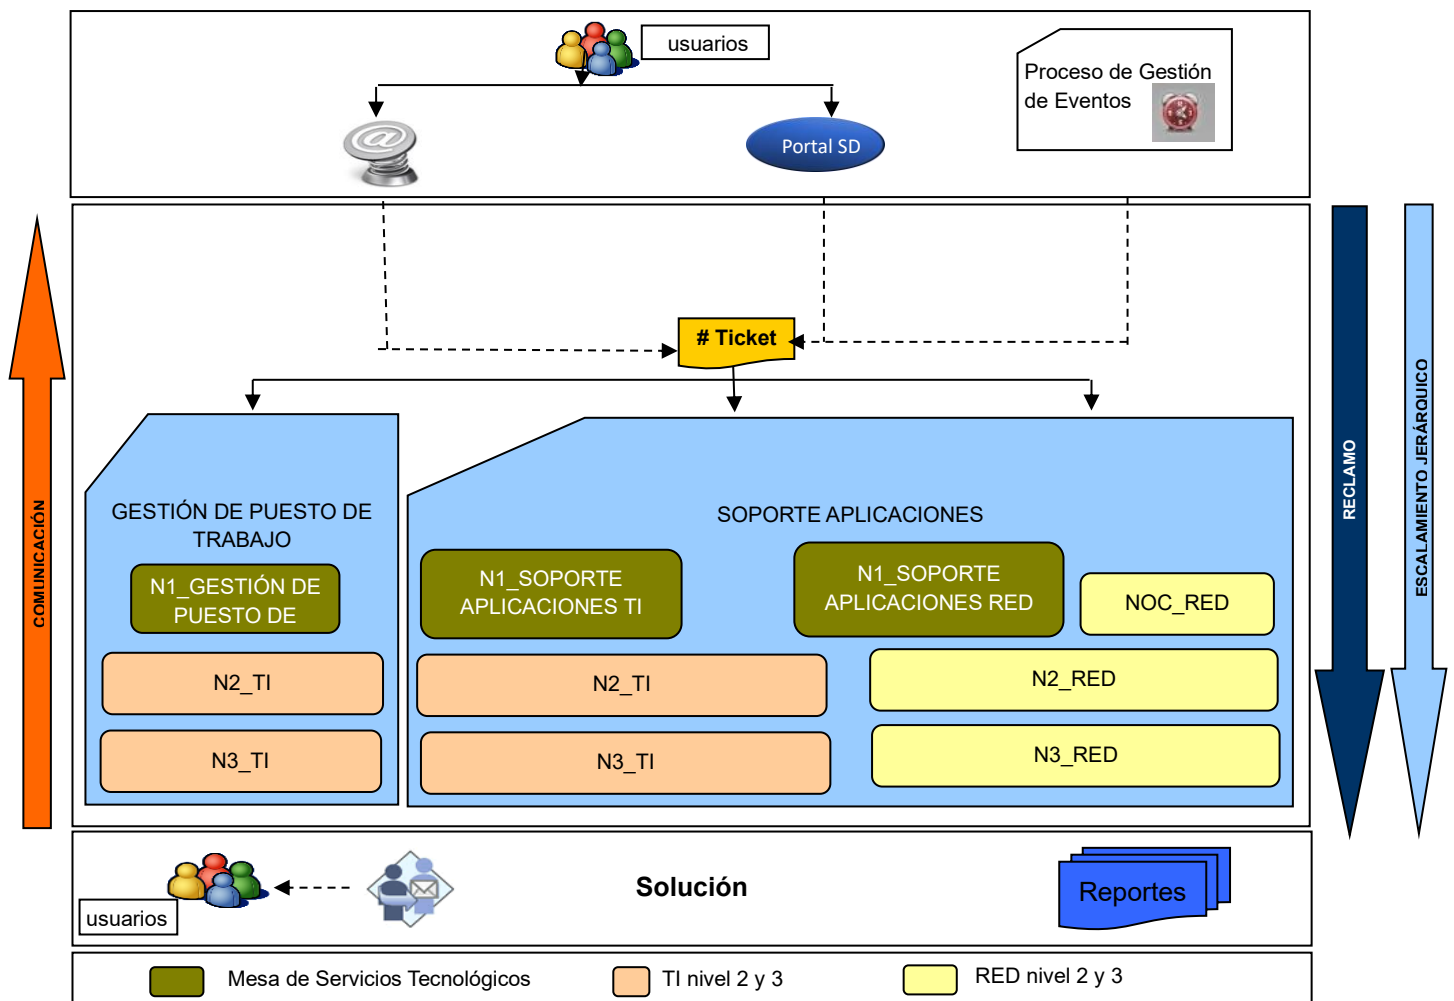 usuarios
Proceso de Gestión
de Eventos
@
Portal SD
# Ticket
COMUNICACIÓN
RECLAMO
ESCALAMIENTO JERÁRQUICO
GESTIÓN DE PUESTO DE
TRABAJO
N1_GESTIÓN DE
PUESTO DE
N2_TI
N3_TI
SOPORTE APLICACIONES
N1_SOPORTE
APLICACIONES TI
N1_SOPORTE
APLICACIONES RED
NOC_RED
N2_TI
N2_RED
N3_TI
N3_RED
usuarios
Solución
Reportes
Mesa de Servicios Tecnológicos
TI nivel 2 y 3
RED nivel 2 y 3